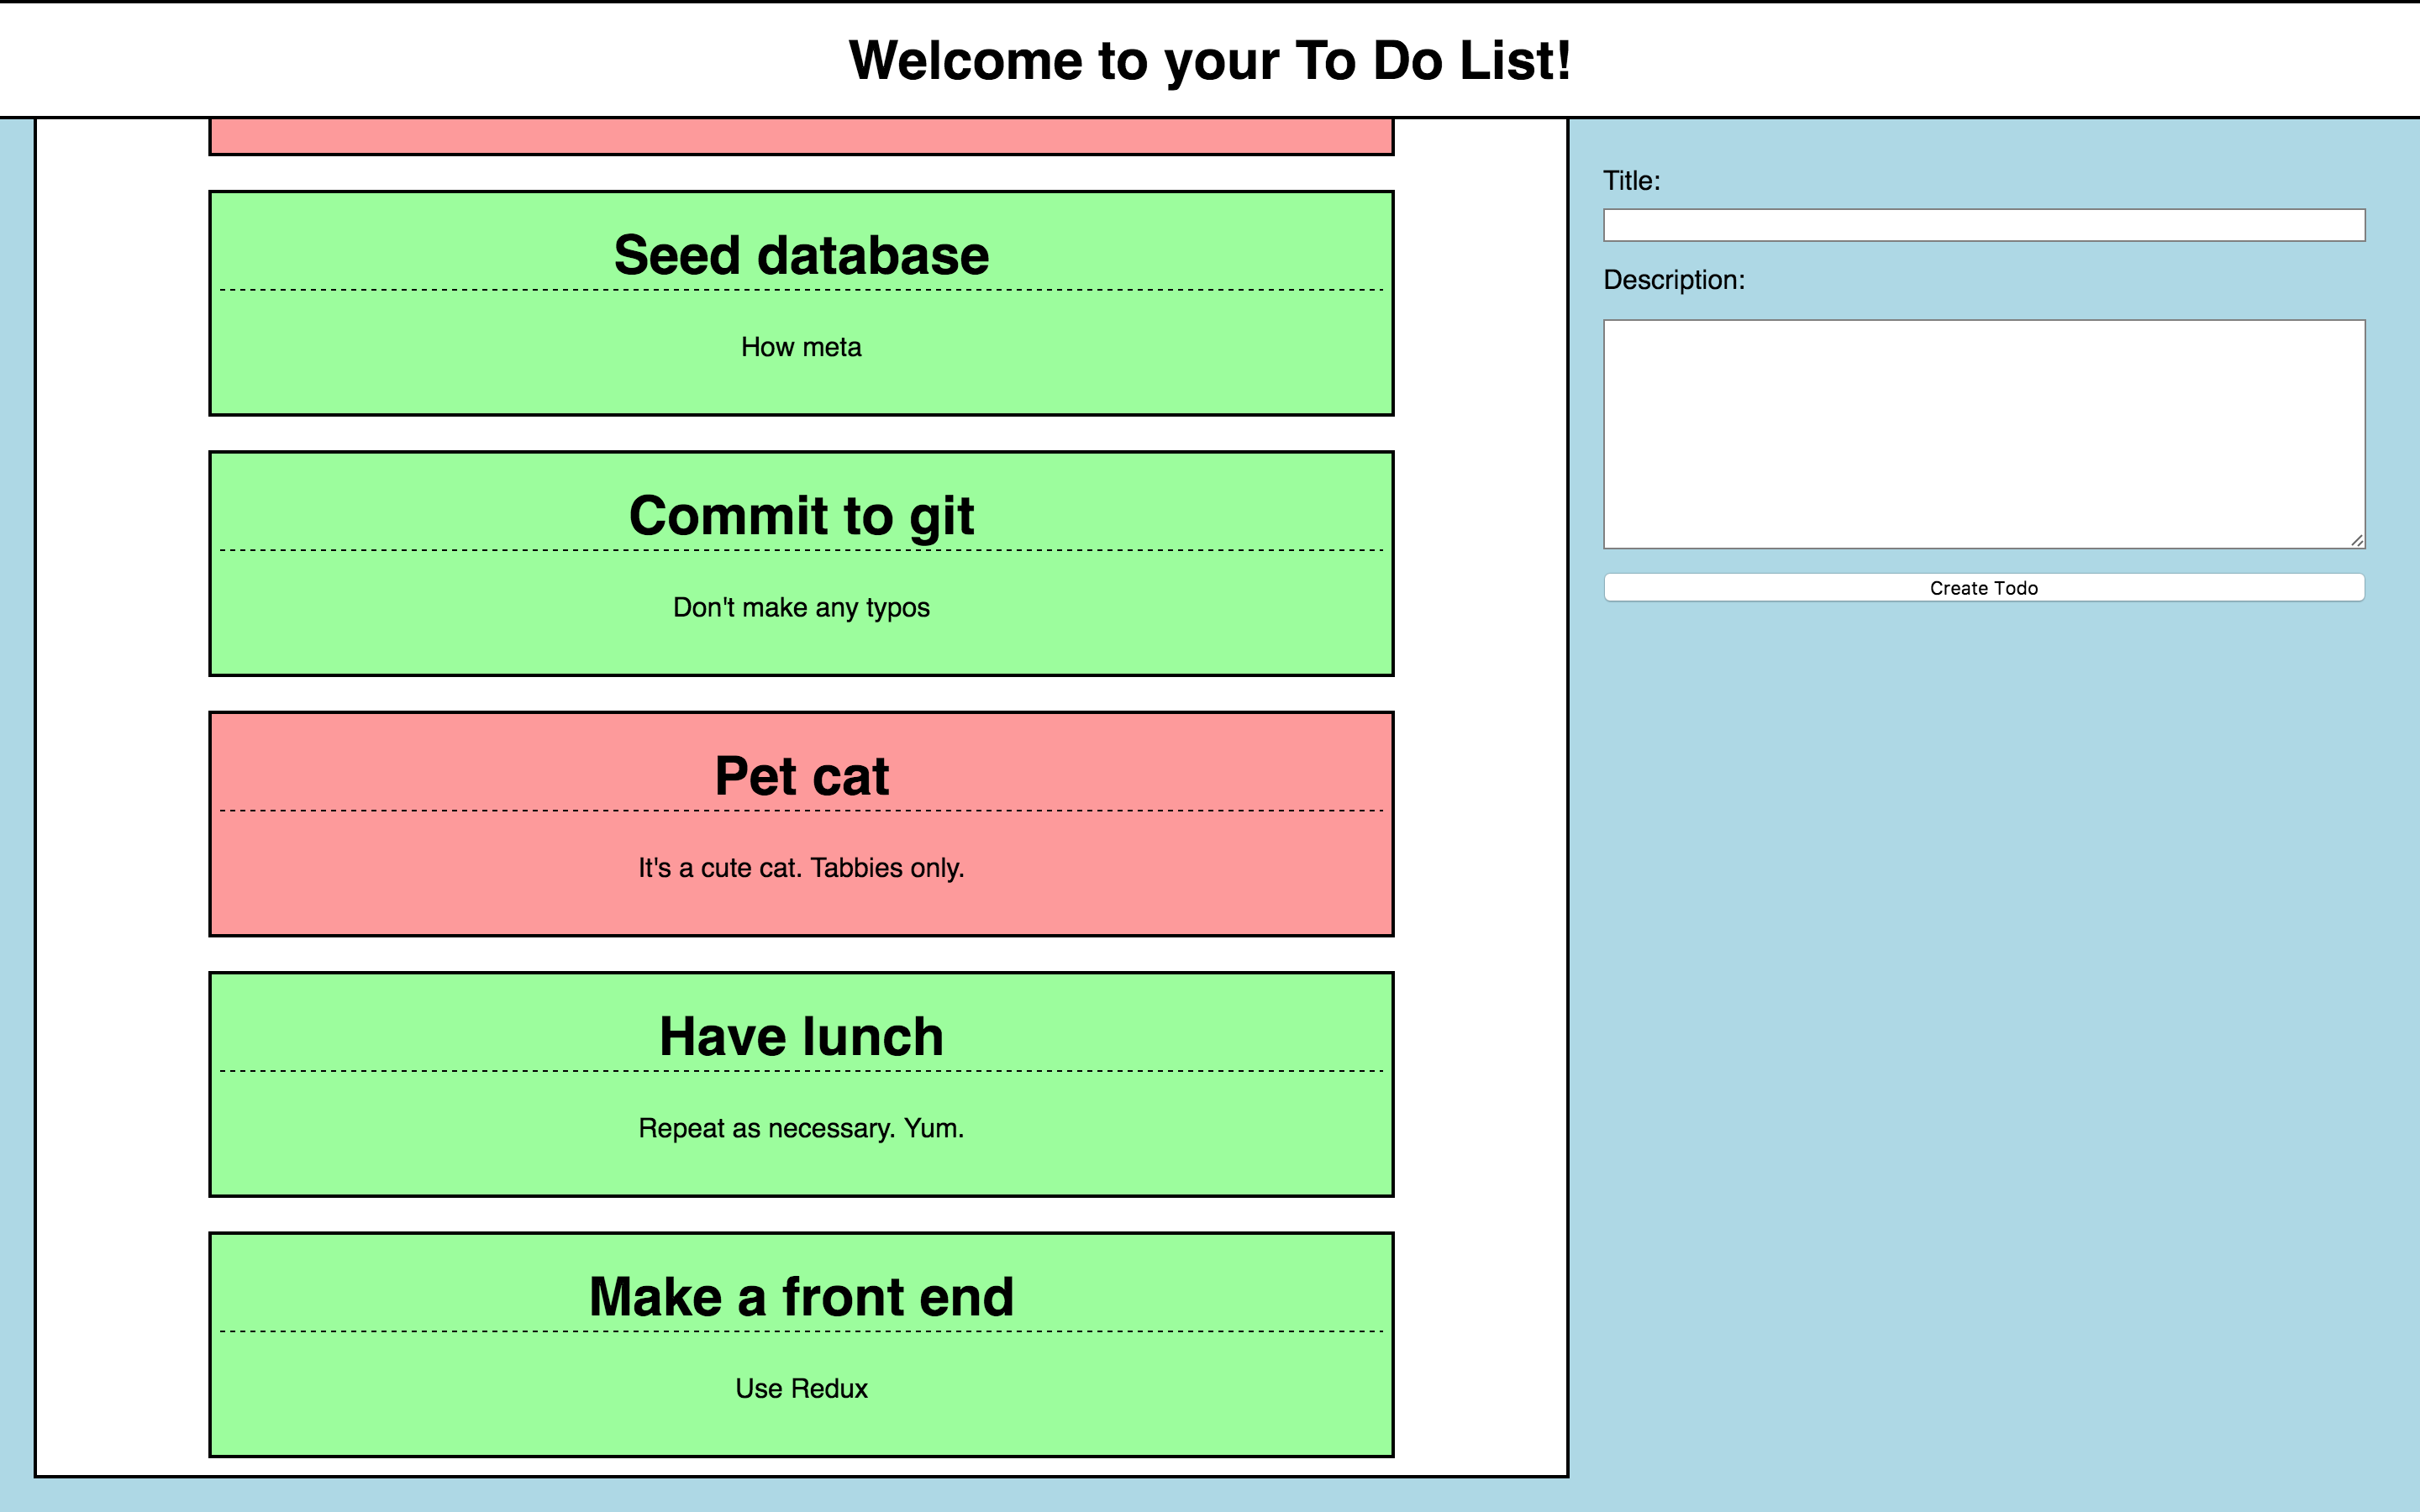 Welcome to your To Do List!
Seed database
How meta
Commit to git
Don't make any typos
Pet cat
It's a cute cat. Tabbies only.
Have lunch
Repeat as necessary. Yum.
Make a front end
Use Redux
Title:
Description:
Create Todo